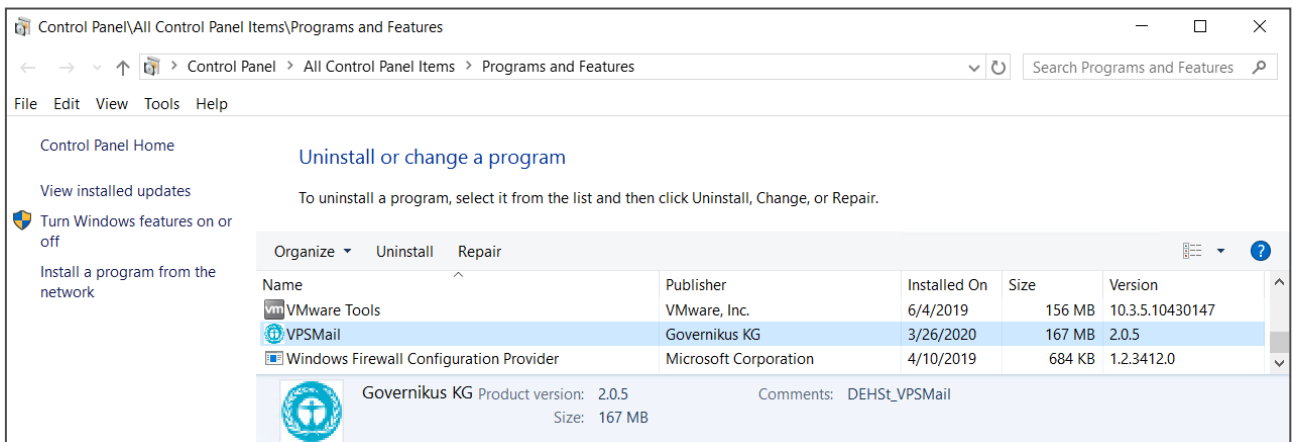 Control Panel\All Control Panel Items\Programs and Features
Control Panel > All Control Panel Items > Programs and Features
Search Programs and Features
File Edit View Tools Help
Control Panel Home
View installed updates
Turn Windows features on or
off
Install a program from the
network
Uninstall or change a program
To uninstall a program, select it from the list and then click Uninstall, Change, or Repair.
Organize Uninstall Repair
Name Publisher Installed On Size Version
vm VMware Tools VMware, Inc. 6/4/2019 156 MB 10.3.5.10430147
VPSMail Governikus KG 3/26/2020 167 MB 2.0.5
Windows Firewall Configuration Provider Microsoft Corporation 4/10/2019 684 KB 1.2.3412.0
Governikus KG Product version: 2.0.5 Comments: DEHSt_VPSMail
Size: 167 MB